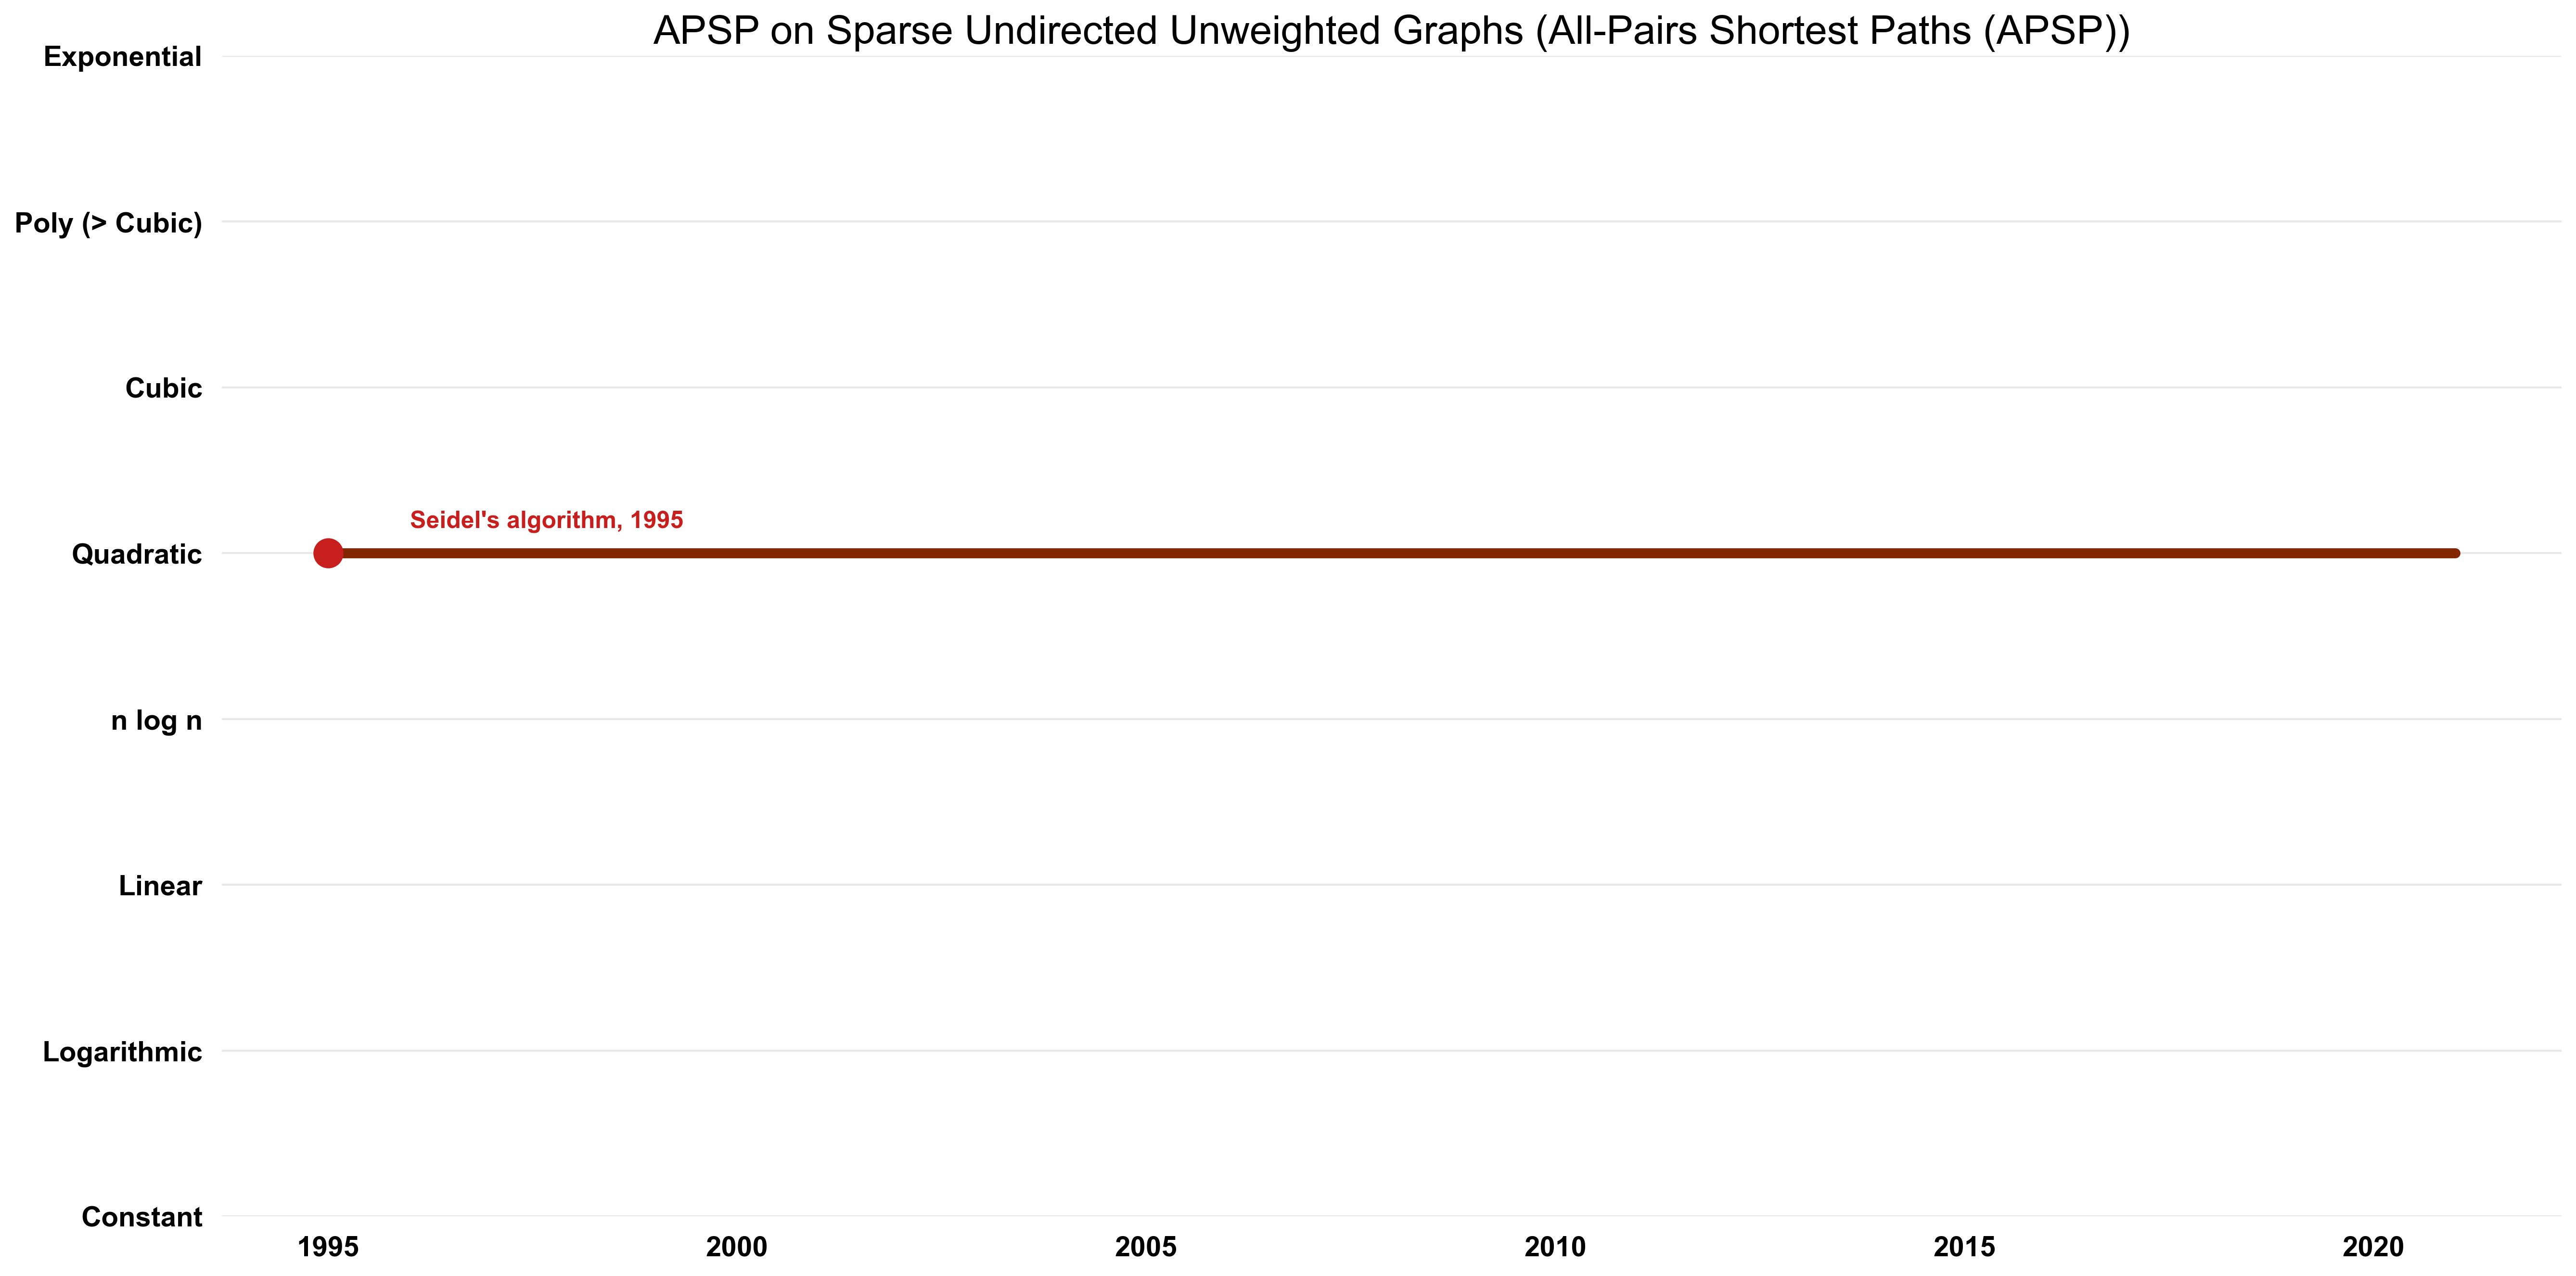 APSP on Sparse Undirected Unweighted Graphs (All-Pairs Shortest Paths (APSP))
Exponential
Poly (> Cubic)
Cubic
Seidel's algorithm, 1995
Quadratic
n log n
Linear
Logarithmic
Constant
1995 2000 2005 2010 2015 2020